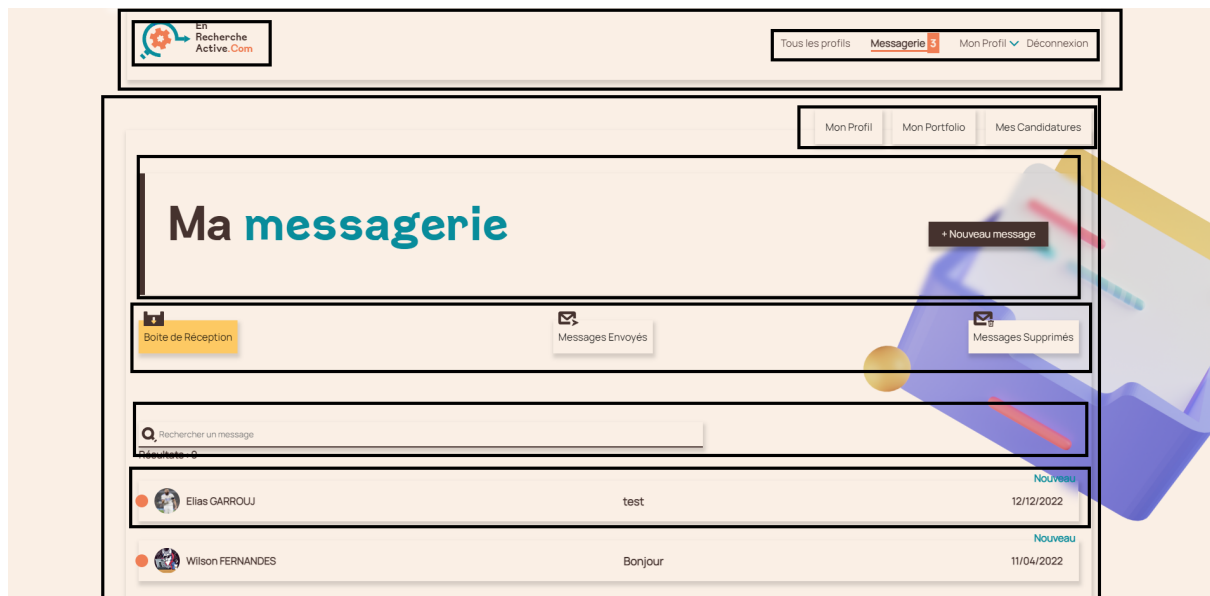 En
Recherche
Active.Com
Tous les profils Messagerie 3 Mon Profil Déconnexion
Mon Profil Mon Portfolio Mes Candidatures
Ma messagerie
+ Nouveau message
Boite de Réception Messages Envoyés Messages Supprimés
Rechercher un message
Résultats : 9
Nouveau
Elias GARROUJ test 12/12/2022
Nouveau
Wilson FERNANDES Bonjour 11/04/2022